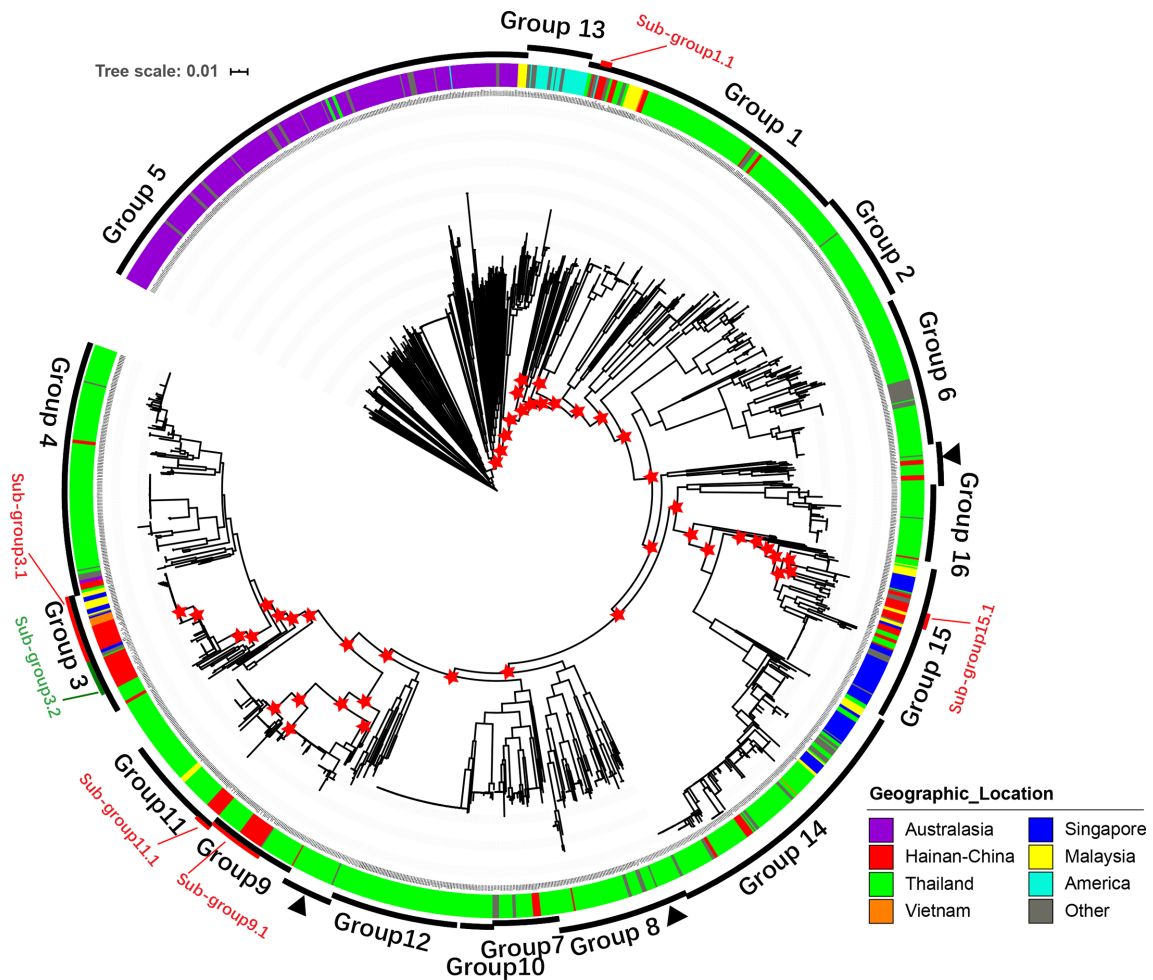 Group 13
Sub-group1.1
Tree scale: 0.01
Group 1
Group 5
Group 2
Group 6
Group 4
Group 16
Sub-group3.1
Group 3
Sub-group3.2
Group 15
Sub-group15.1
Group11
Sub-group11.1
Group9
Sub-group9.1
Group 14
Group12
Group 8
Group7
Group10
Geographic_Location
Australasia
Hainan-China
Thailand
Vietnam
Singapore
Malaysia
America
Other